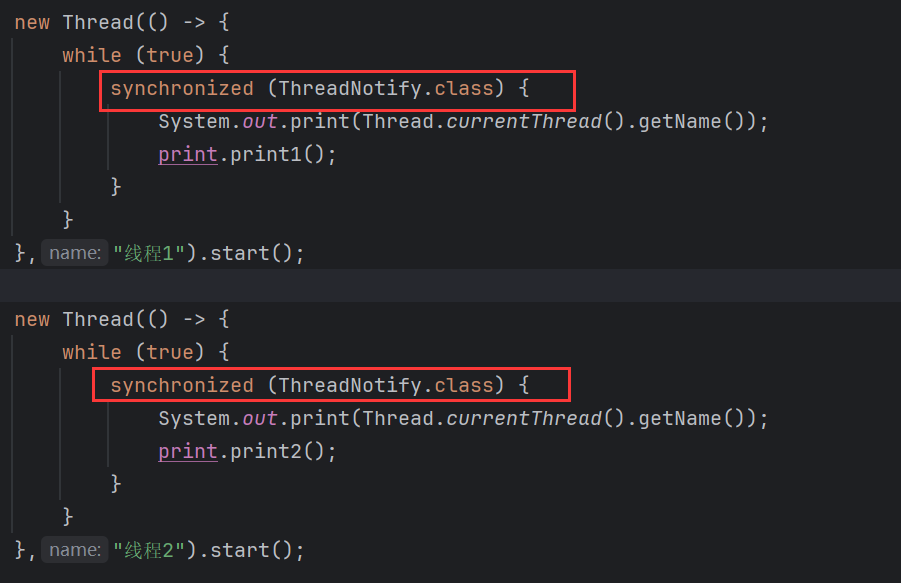 new Thread(() -> {
while (true) {
synchronized (ThreadNotify.class) {
System.out.print(Thread.currentThread().getName());
print.print1();
}
}
}, name: "线程1").start();
new Thread(() -> {
while (true) {
synchronized (ThreadNotify.class) {
System.out.print(Thread.currentThread().getName());
print.print2();
}
}
}, name: "线程2").start();